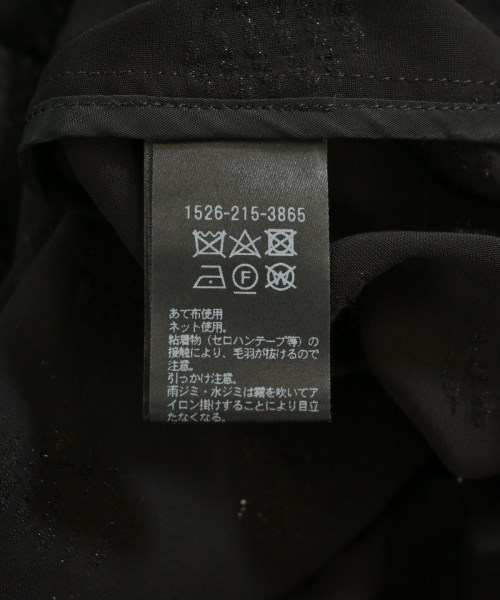 1526-215-3865
F
W
あて布使用
ネット使用。
粘着物（セロハンテープ等）の
接触により、毛羽が抜けるので
注意。
引っかけ注意。
雨ジミ・水ジミは霧を吹いてア
イロン掛けすることにより目立
たなくなる。